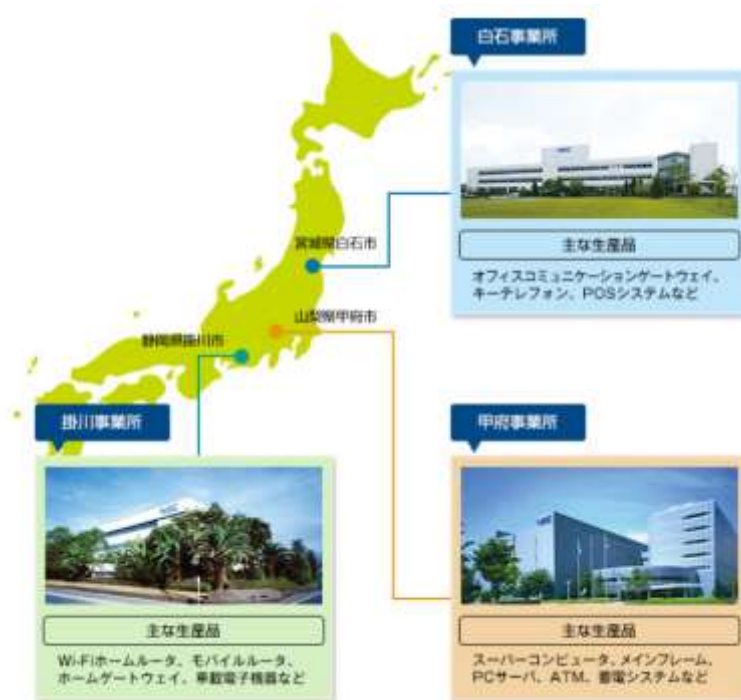 白石事業所
主な生産品
オフィスコミュニケーションゲートウェイ、
キーテレフォン、POSシステムなど
宮城県白石市
山梨県甲府市
静岡県掛川市
掛川事業所
主な生産品
Wi-Fiホームルータ、モバイルルータ、
ホームゲートウェイ、車載電子機器など
甲府事業所
主な生産品
スーパーコンピュータ、メインフレーム、
PCサーバ、ATM、蓄電システムなど